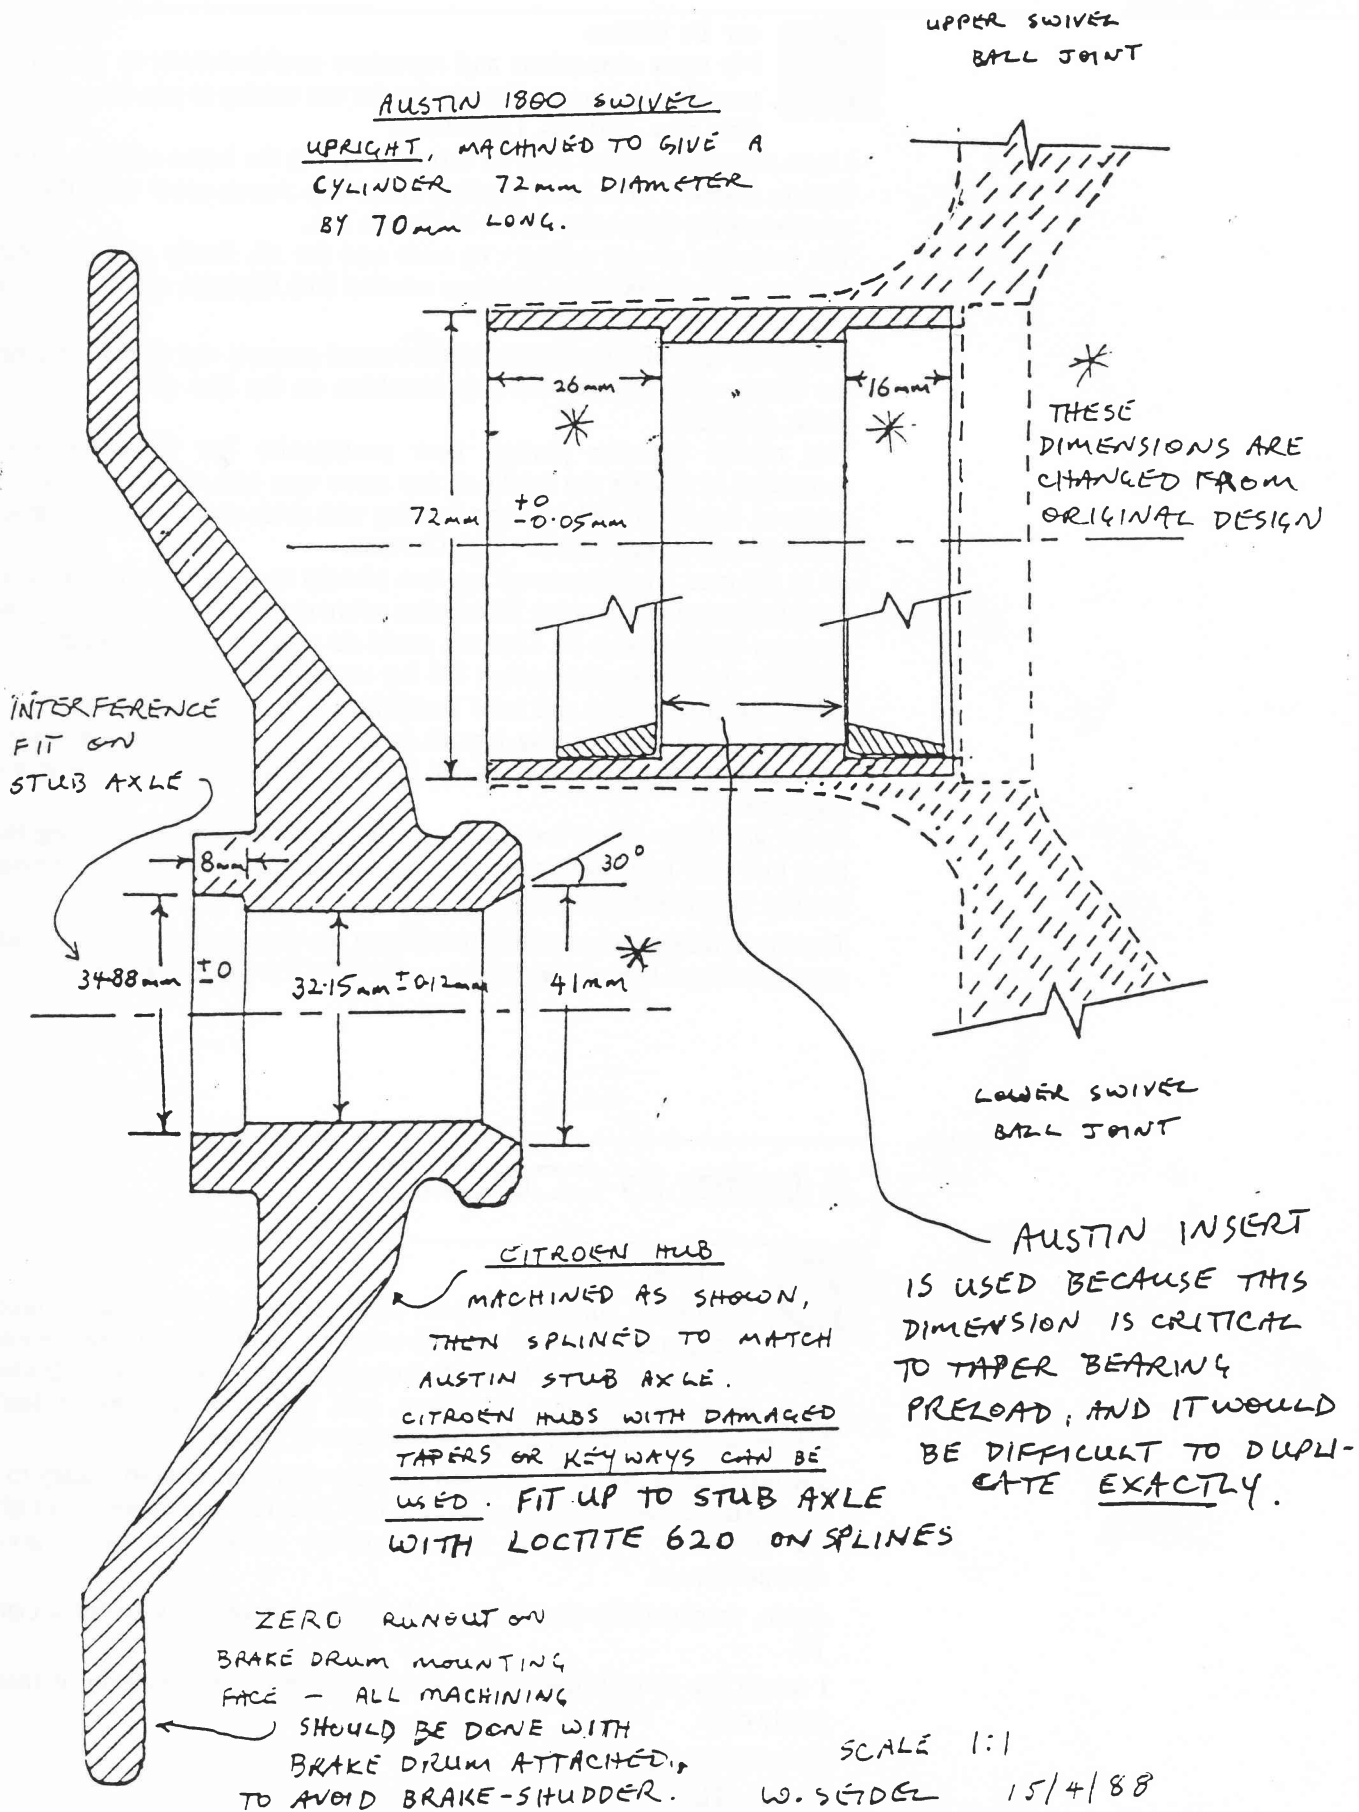 UPPER SWIVEL
BALL JOINT
AUSTIN 1800 SWIVEL
UPRIGHT, MACHINED TO GIVE A
CYLINDER 72mm DIAMETER
BY 70mm LONG.
26mm
16mm
*
*
*
THESE
DIMENSIONS ARE
CHANGED FROM
ORIGINAL DESIGN
72mm
+0
-0.05mm
INTERFERENCE
FIT ON
STUB AXLE
8mm
30°
34.88mm ±0
32.15mm ±0.12mm
41mm
*
LOWER SWIVEL
BALL JOINT
AUSTIN INSERT
IS USED BECAUSE THIS
DIMENSION IS CRITICAL
TO TAPER BEARING
PRELOAD, AND IT WOULD
BE DIFFICULT TO DUPLI-
CATE EXACTLY.
CITROEN HUB
MACHINED AS SHOWN,
THEN SPLINED TO MATCH
AUSTIN STUB AXLE.
CITROEN HUBS WITH DAMAGED
TAPERS OR KEYWAYS CAN BE
USED. FIT UP TO STUB AXLE
WITH LOCTITE 620 ON SPLINES
ZERO RUNOUT ON
BRAKE DRUM MOUNTING
FACE - ALL MACHINING
SHOULD BE DONE WITH
BRAKE DRUM ATTACHED,
TO AVOID BRAKE-SHUDDER.
SCALE 1:1
W. SEIDEL 15/4/88